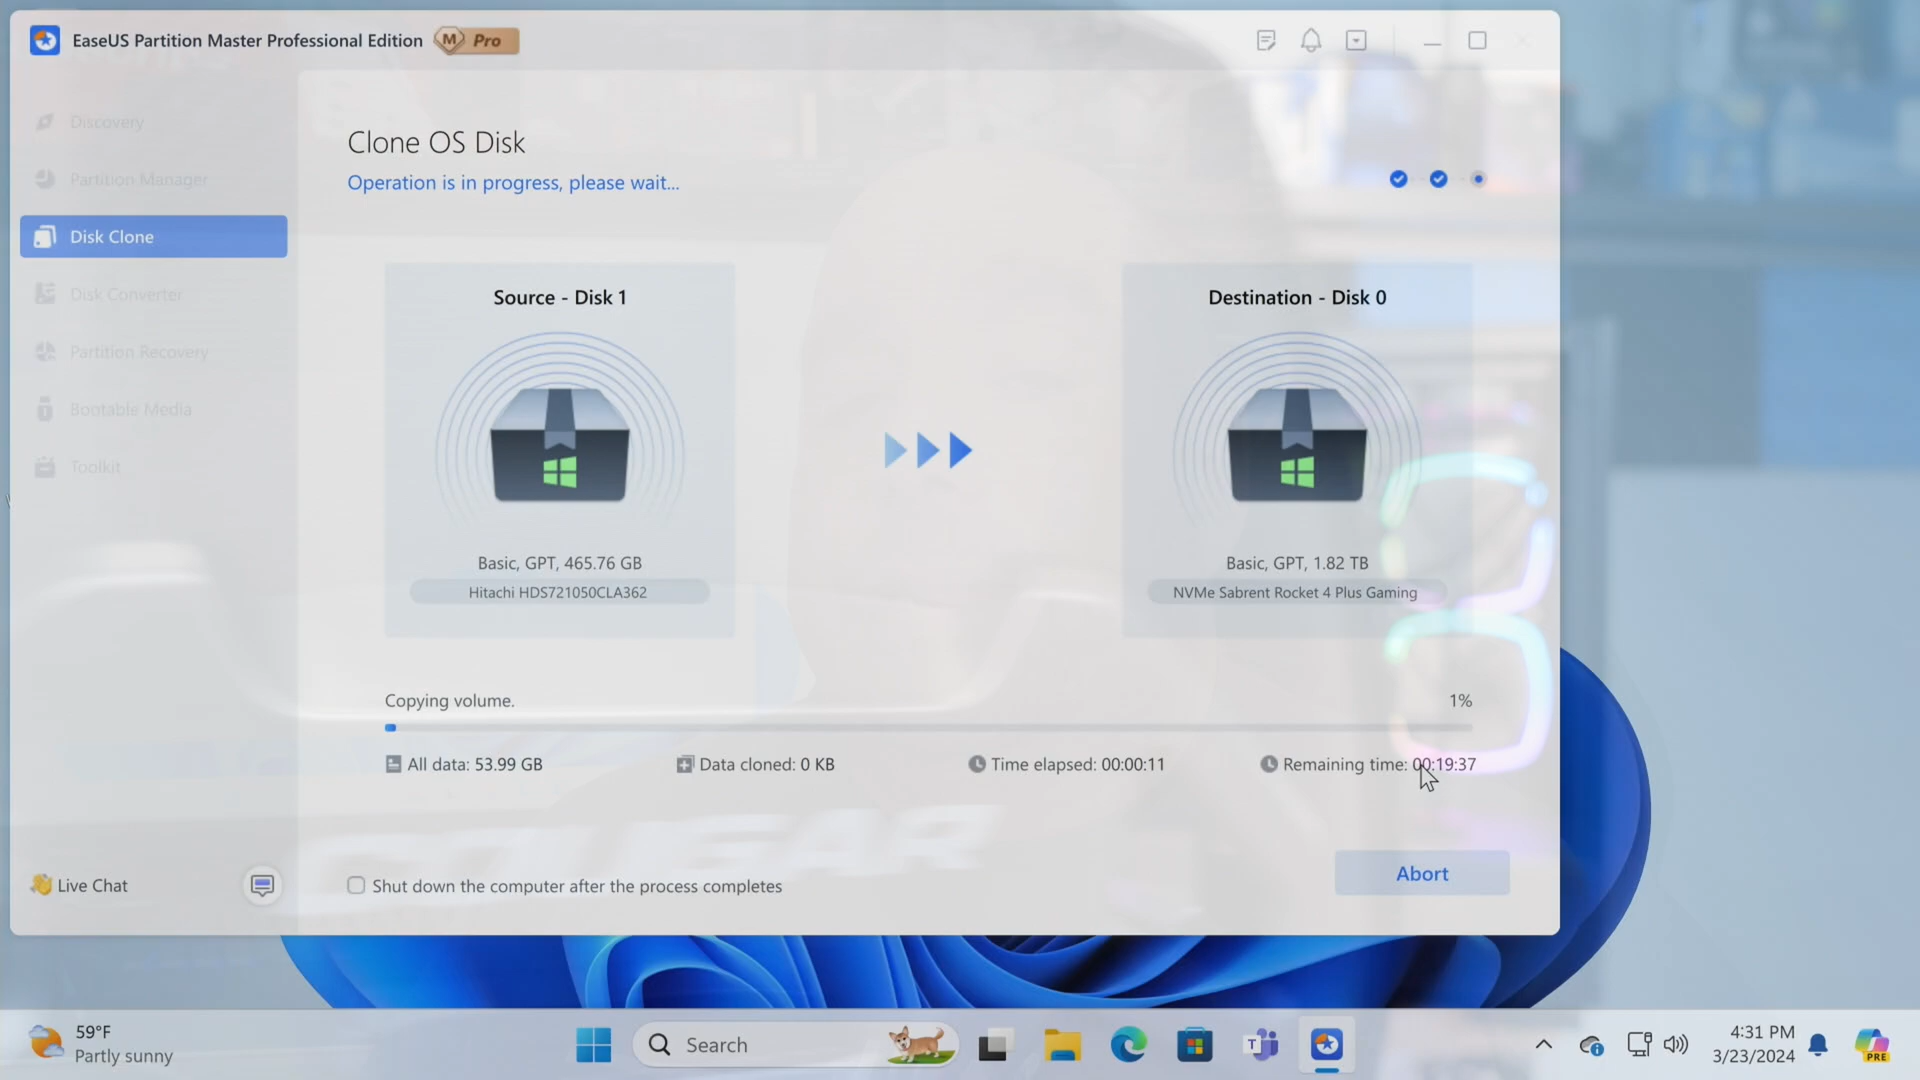 EaseUS Partition Master Professional Edition M Pro
Discovery
Partition Manager
Disk Clone
Disk Converter
Partition Recovery
Bootable Media
Toolkit
Live Chat
Clone OS Disk
Operation is in progress, please wait...
Source - Disk 1
Basic, GPT, 465.76 GB
Hitachi HDS721050CLA362
Destination - Disk 0
Basic, GPT, 1.82 TB
NVMe Sabrent Rocket 4 Plus Gaming
Copying volume.
1%
All data: 53.99 GB
Data cloned: 0 KB
Time elapsed: 00:00:11
Remaining time: 00:19:37
COUGAR
Shut down the computer after the process completes
Abort
59°F
Partly sunny
Search
T
4:31 PM
3/23/2024
PRE